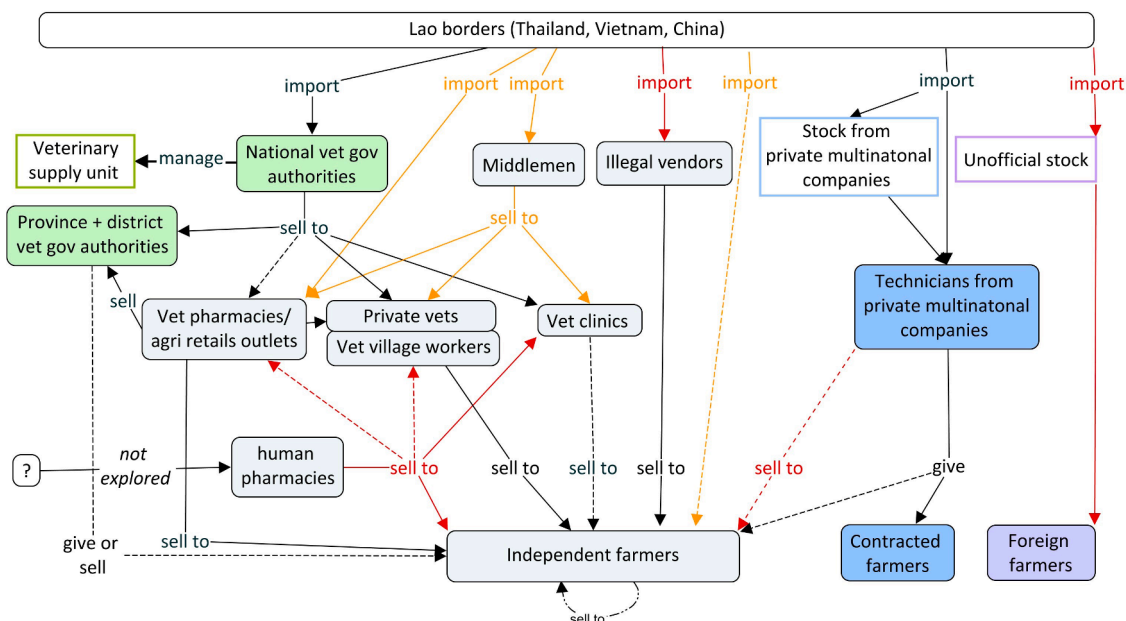 Lao borders (Thailand, Vietnam, China)
import
import
import
import
import
import
import
Veterinary
supply unit
manage
National vet gov
authorities
Middlemen
Illegal vendors
Stock from
private multinatonal
companies
Unofficial stock
Province + district
vet gov authorities
sell to
sell to
sell
Vet pharmacies/
agri retails outlets
Private vets
Vet village workers
Vet clinics
Technicians from
private multinatonal
companies
?
not
explored
human
pharmacies
sell to
sell to
sell to
sell to
sell to
give
give or
sell
sell to
Independent farmers
Contracted
farmers
Foreign
farmers
sell to